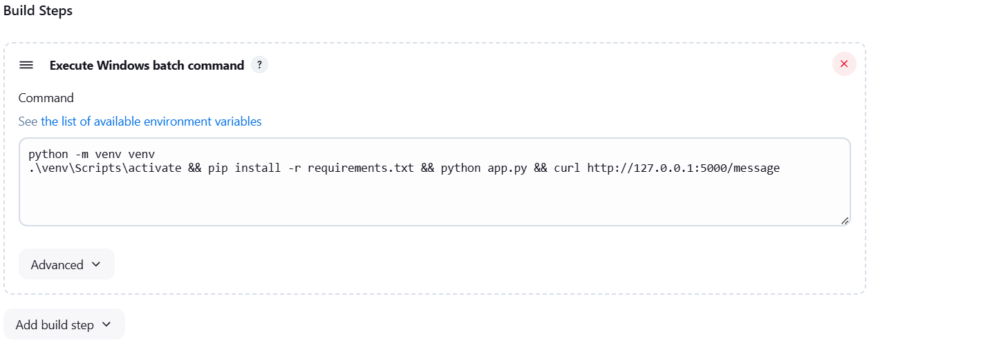 Build Steps
Execute Windows batch command ?
Command
See the list of available environment variables
python -m venv venv
.\venv\Scripts\activate && pip install -r requirements.txt && python app.py && curl http://127.0.0.1:5000/message
Advanced
Add build step